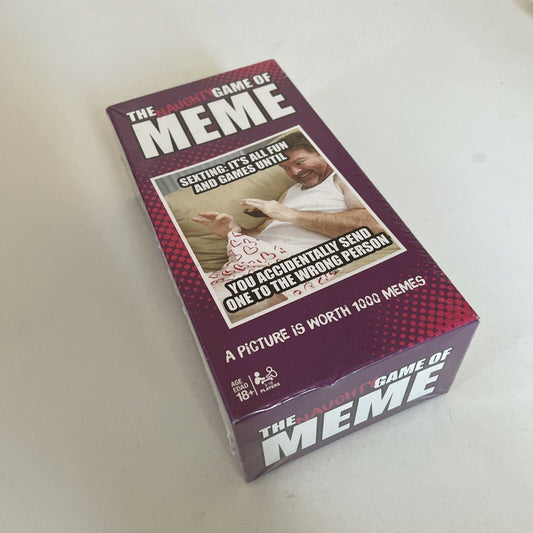 THE NAUGHTY GAME OF
MEME
SEXTING: IT'S ALL FUN
AND GAMES UNTIL
YOU ACCIDENTALLY SEND
ONE TO THE WRONG PERSON
A PICTURE IS WORTH 1000 MEMES
AGE
EDAD
18+
PLAYERS
THE NAUGHTY GAME OF
MEME